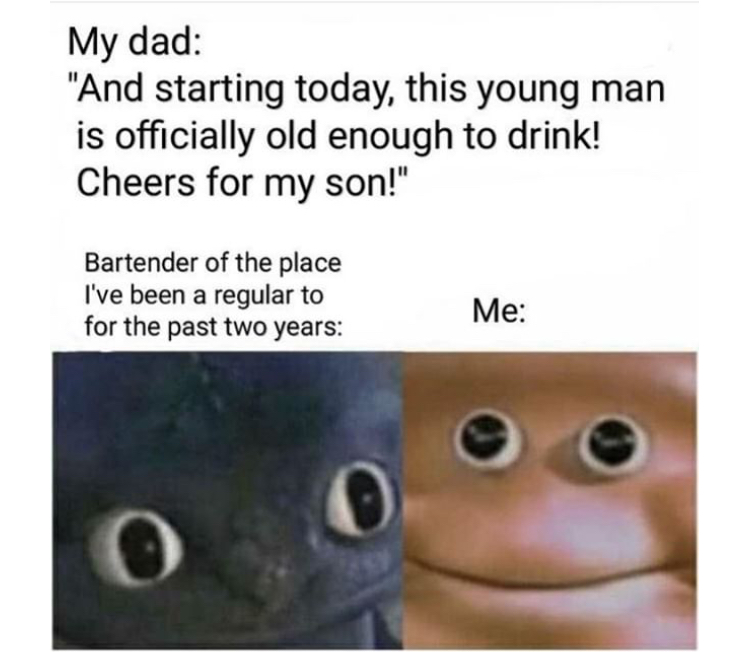 My dad:
"And starting today, this young man
is officially old enough to drink!
Cheers for my son!"
Bartender of the place
I've been a regular to
for the past two years:
Me: